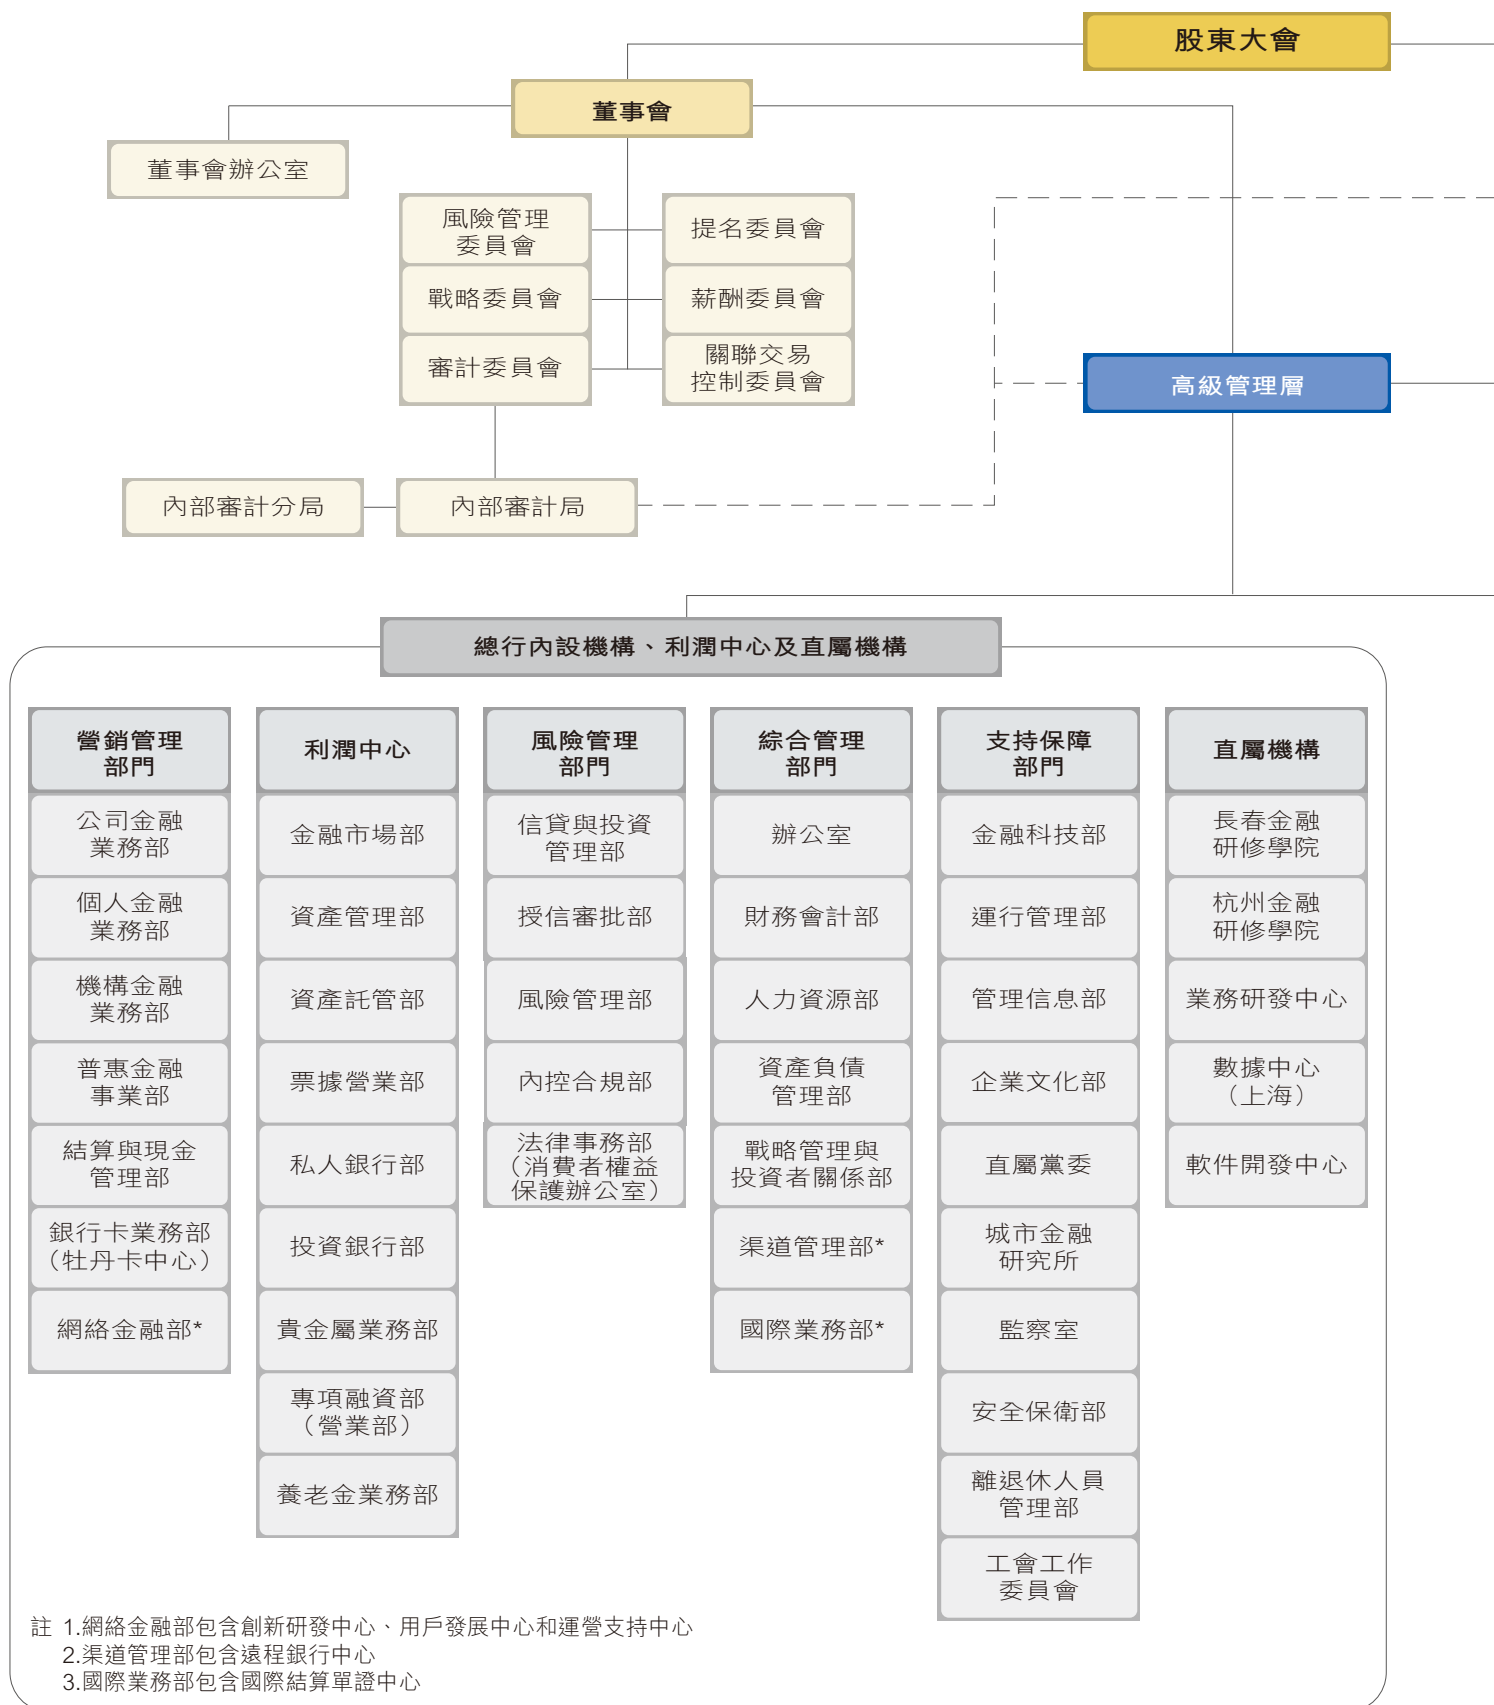 股東大會
董事會
董事會辦公室
風險管理
委員會
提名委員會
戰略委員會
薪酬委員會
審計委員會
關聯交易
控制委員會
高級管理層
內部審計分局
內部審計局
總行內設機構、利潤中心及直屬機構
營銷管理
部門
公司金融
業務部
個人金融
業務部
機構金融
業務部
普惠金融
事業部
結算與現金
管理部
銀行卡業務部
（牡丹卡中心）
網絡金融部*
利潤中心
金融市場部
資產管理部
資產託管部
票據營業部
私人銀行部
投資銀行部
貴金屬業務部
專項融資部
（營業部）
養老金業務部
風險管理
部門
信貸與投資
管理部
授信審批部
風險管理部
內控合規部
法律事務部
（消費者權益
保護辦公室）
綜合管理
部門
辦公室
財務會計部
人力資源部
資產負債
管理部
戰略管理與
投資者關係部
渠道管理部*
國際業務部*
支持保障
部門
金融科技部
運行管理部
管理信息部
企業文化部
直屬黨委
城市金融
研究所
監察室
安全保衛部
離退休人員
管理部
工會工作
委員會
直屬機構
長春金融
研修學院
杭州金融
研修學院
業務研發中心
數據中心
（上海）
軟件開發中心
註 1.網絡金融部包含創新研發中心、用戶發展中心和運營支持中心
2.渠道管理部包含遠程銀行中心
3.國際業務部包含國際結算單證中心